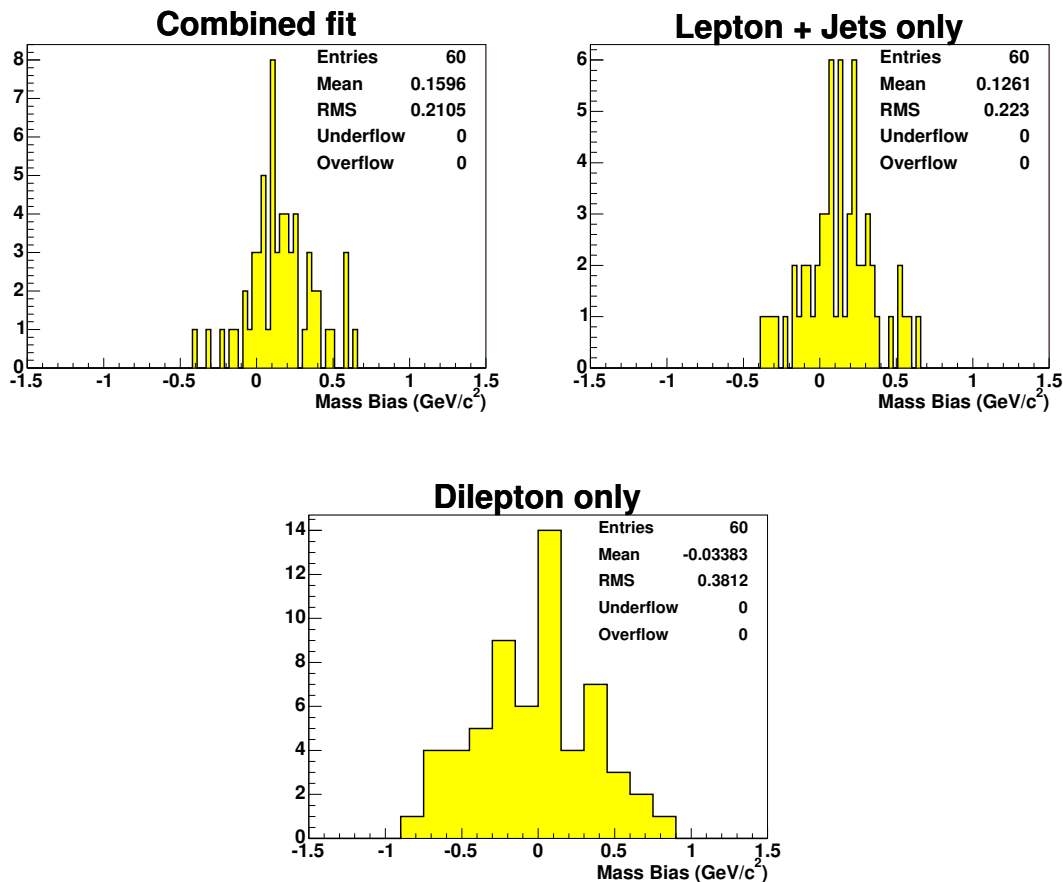 Combined fit
Entries 60
Mean 0.1596
RMS 0.2105
Underflow 0
Overflow 0
8
7
6
5
4
3
2
1
0
-1.5 -1 -0.5 0 0.5 1 1.5
Mass Bias (GeV/c²)
Lepton + Jets only
Entries 60
Mean 0.1261
RMS 0.223
Underflow 0
Overflow 0
6
5
4
3
2
1
0
-1.5 -1 -0.5 0 0.5 1 1.5
Mass Bias (GeV/c²)
Dilepton only
Entries 60
Mean -0.03383
RMS 0.3812
Underflow 0
Overflow 0
14
12
10
8
6
4
2
0
-1.5 -1 -0.5 0 0.5 1 1.5
Mass Bias (GeV/c²)